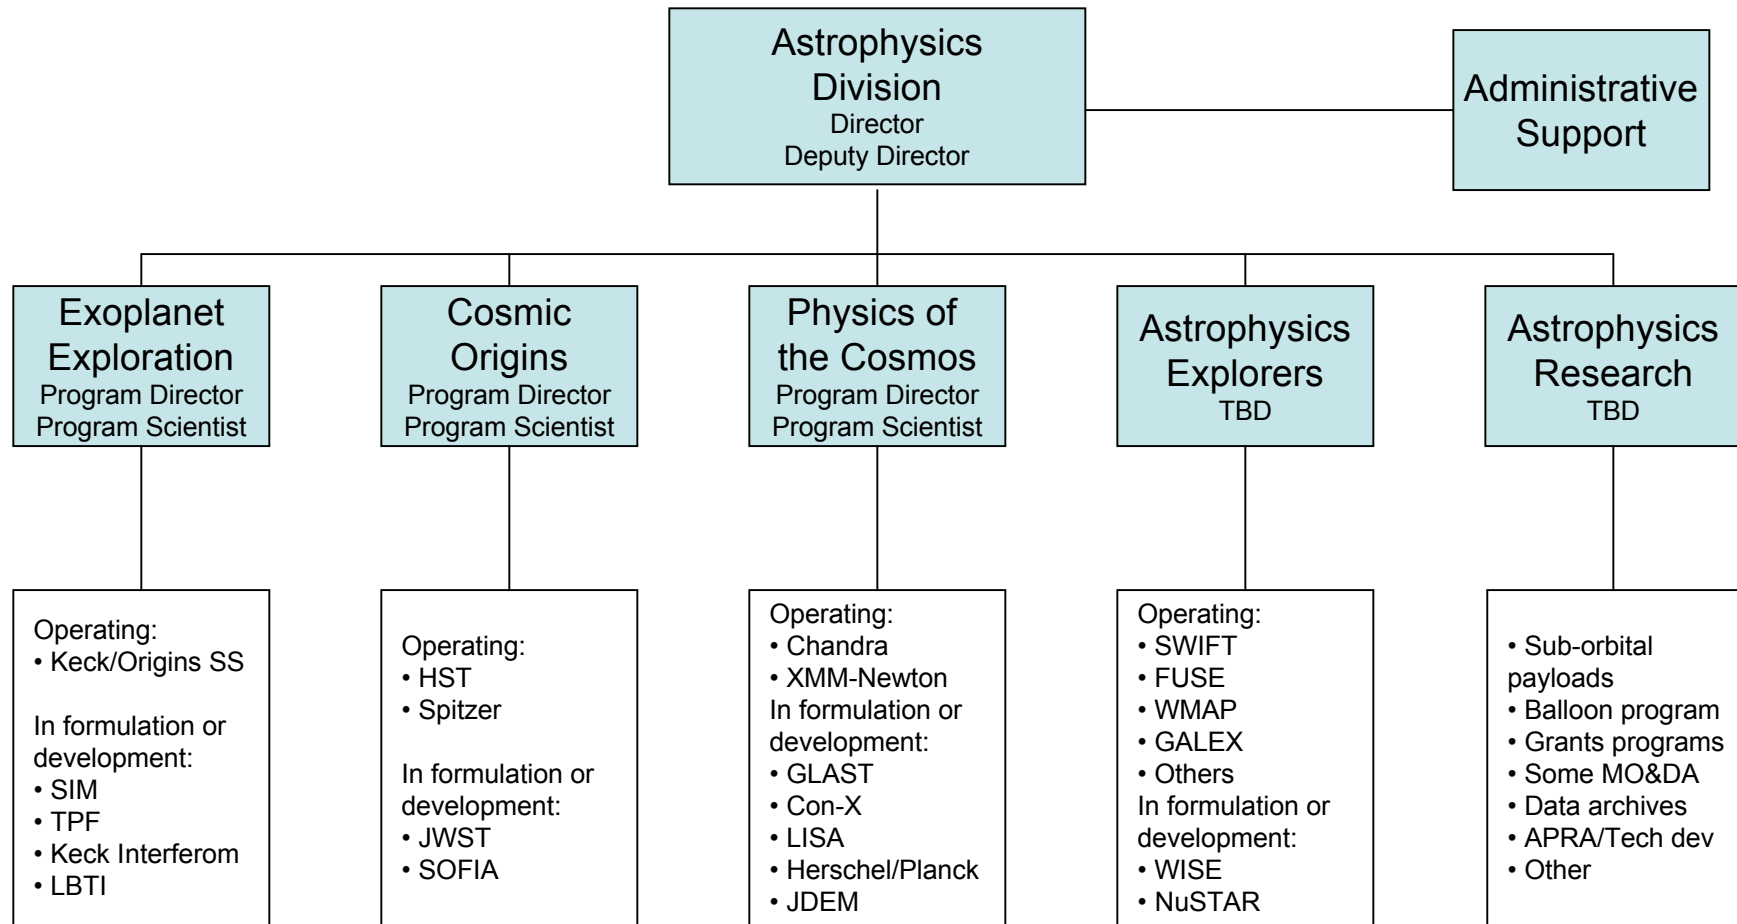 Astrophysics
Division
Director
Deputy Director
Administrative
Support
Exoplanet
Exploration
Program Director
Program Scientist
Cosmic
Origins
Program Director
Program Scientist
Physics of
the Cosmos
Program Director
Program Scientist
Astrophysics
Explorers
TBD
Astrophysics
Research
TBD
Operating:
• Keck/Origins SS
In formulation or
development:
• SIM
• TPF
• Keck Interferom
• LBTI
Operating:
• HST
• Spitzer
In formulation or
development:
• JWST
• SOFIA
Operating:
• Chandra
• XMM-Newton
In formulation or
development:
• GLAST
• Con-X
• LISA
• Herschel/Planck
• JDEM
Operating:
• SWIFT
• FUSE
• WMAP
• GALEX
• Others
In formulation or
development:
• WISE
• NuSTAR
• Sub-orbital
payloads
• Balloon program
• Grants programs
• Some MO&DA
• Data archives
• APRA/Tech dev
• Other